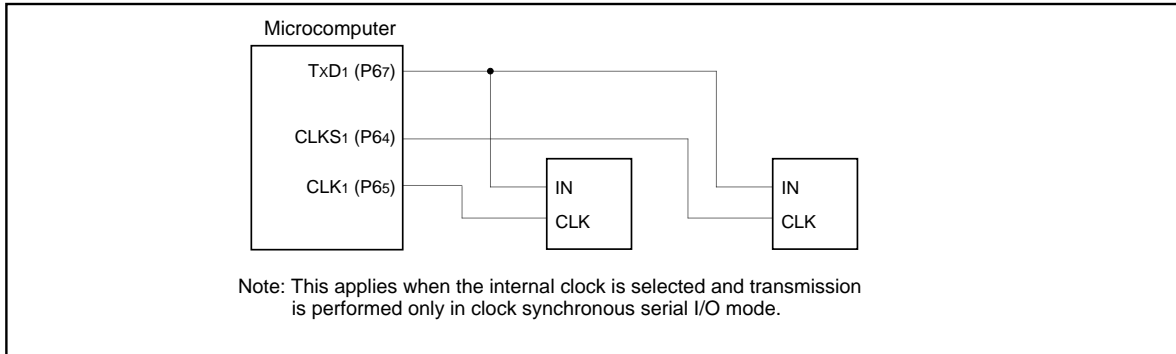 Microcomputer
TxD1 (P67)
CLKS1 (P64)
CLK1 (P65)
IN
CLK
IN
CLK
Note: This applies when the internal clock is selected and transmission
is performed only in clock synchronous serial I/O mode.